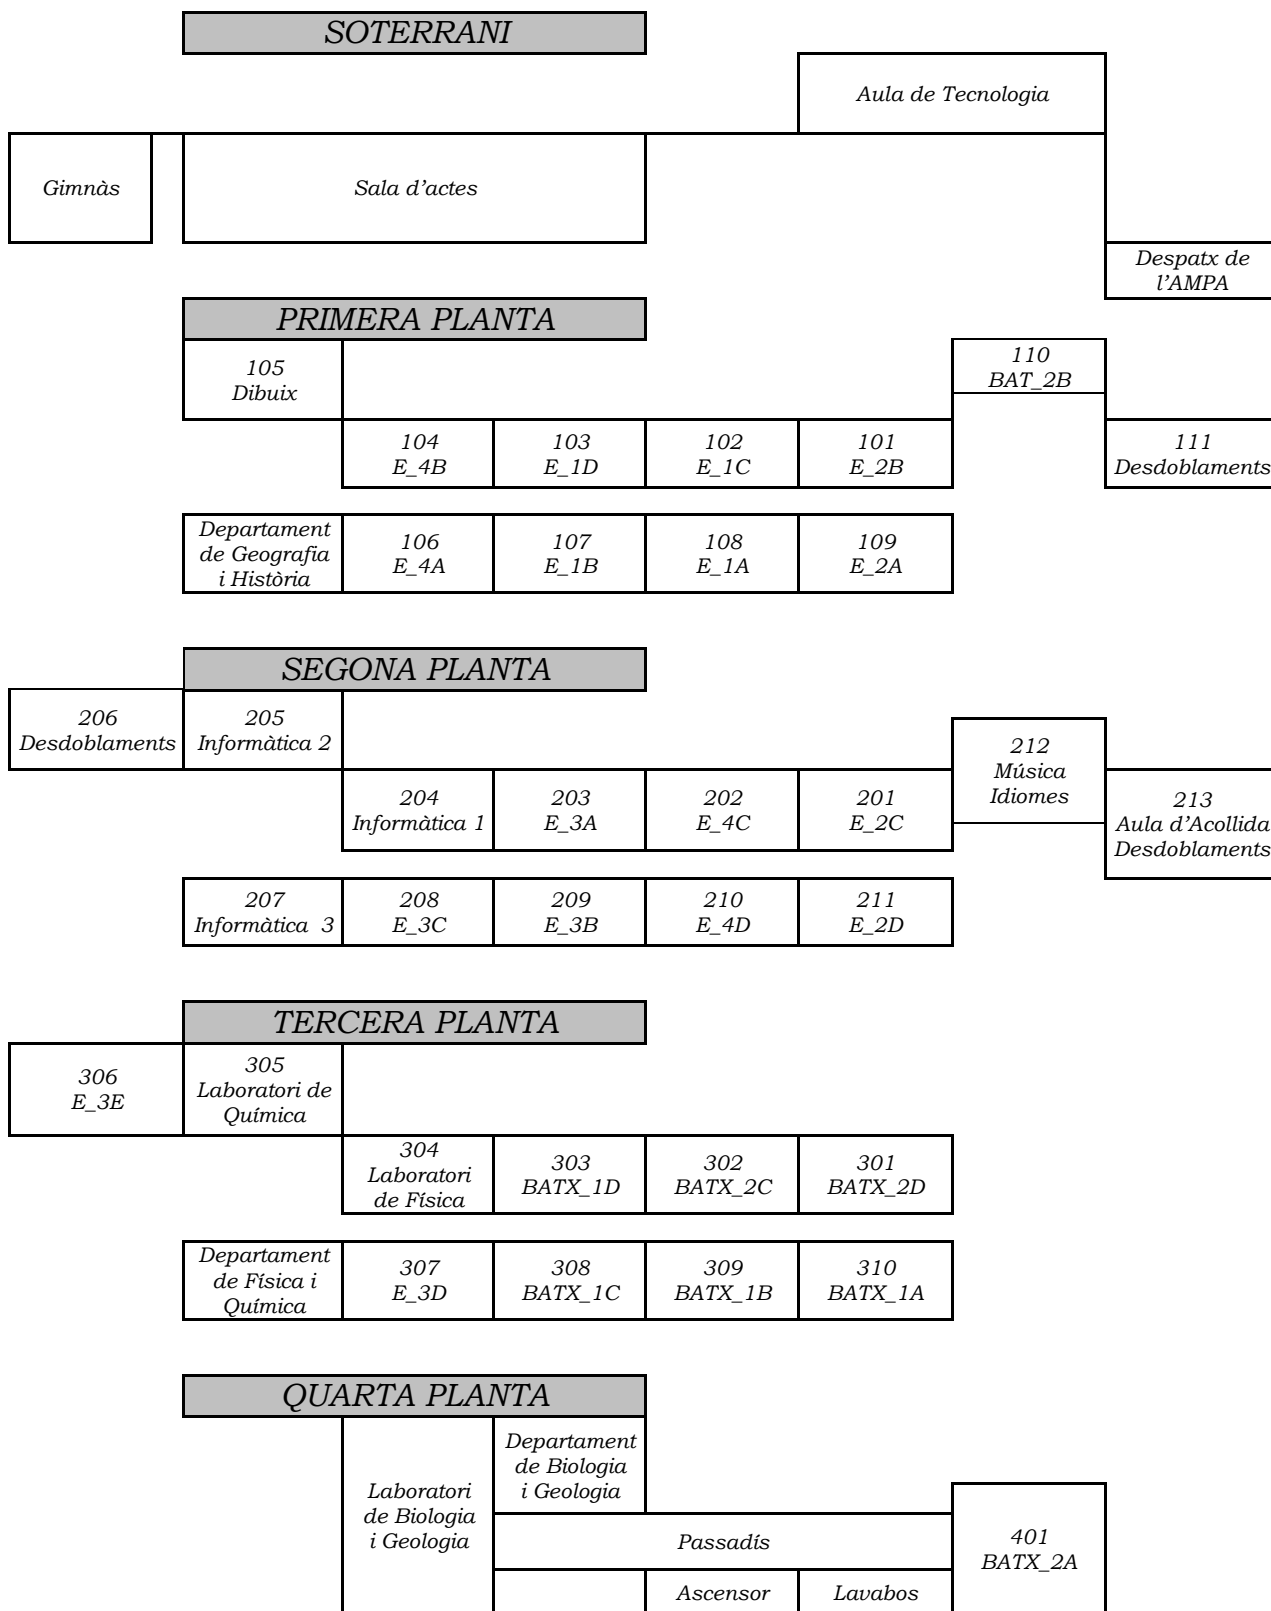 SOTERRANI
Aula de Tecnologia
Gimnàs
Sala d'actes
Despatx de
l'AMPA
PRIMERA PLANTA
105
Dibuix
110
BAT_2B
104
E_4B
103
E_1D
102
E_1C
101
E_2B
111
Desdoblaments
Departament
de Geografia
i Història
106
E_4A
107
E_1B
108
E_1A
109
E_2A
SEGONA PLANTA
206
Desdoblaments
205
Informàtica 2
212
Música
Idiomes
204
Informàtica 1
203
E_3A
202
E_4C
201
E_2C
213
Aula d'Acollida
Desdoblaments
207
Informàtica  3
208
E_3C
209
E_3B
210
E_4D
211
E_2D
TERCERA PLANTA
306
E_3E
305
Laboratori de
Química
304
Laboratori
de Física
303
BATX_1D
302
BATX_2C
301
BATX_2D
Departament
de Física i
Química
307
E_3D
308
BATX_1C
309
BATX_1B
310
BATX_1A
QUARTA PLANTA
Laboratori
de Biologia
i Geologia
Departament
de Biologia
i Geologia
Passadís
401
BATX_2A
Ascensor
Lavabos